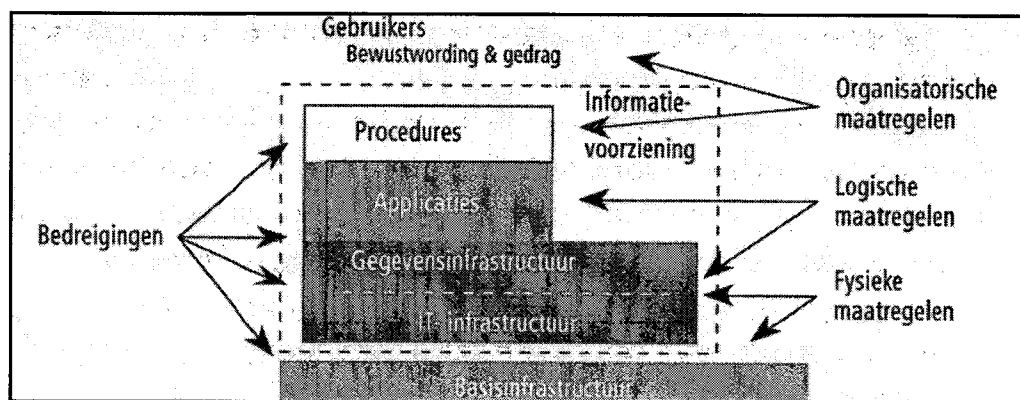 Gebruikers
Bewustwording & gedrag
Informatie-
voorziening
Procedures
Applicaties
Gegevensinfrastructuur
IT- infrastructuur
Basisinfrastructuur
Bedreigingen
Organisatorische
maatregelen
Logische
maatregelen
Fysieke
maatregelen